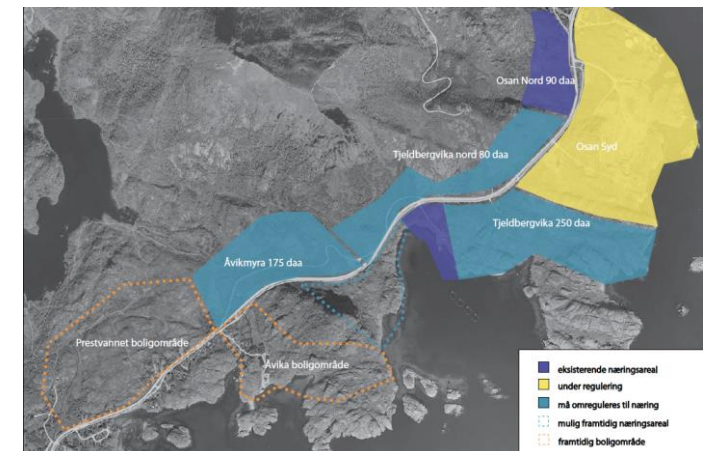 Osan Nord 90 daa
Tjeldbergvika nord 80 daa
Osan Syd
Tjeldbergvika 250 daa
Åvikmyra 175 daa
Prestvannet boligområde
Åvika boligområde
eksisterende næringsareal
under regulering
må omreguleres til næring
mulig framtidig næringsareal
framtidig boligområde